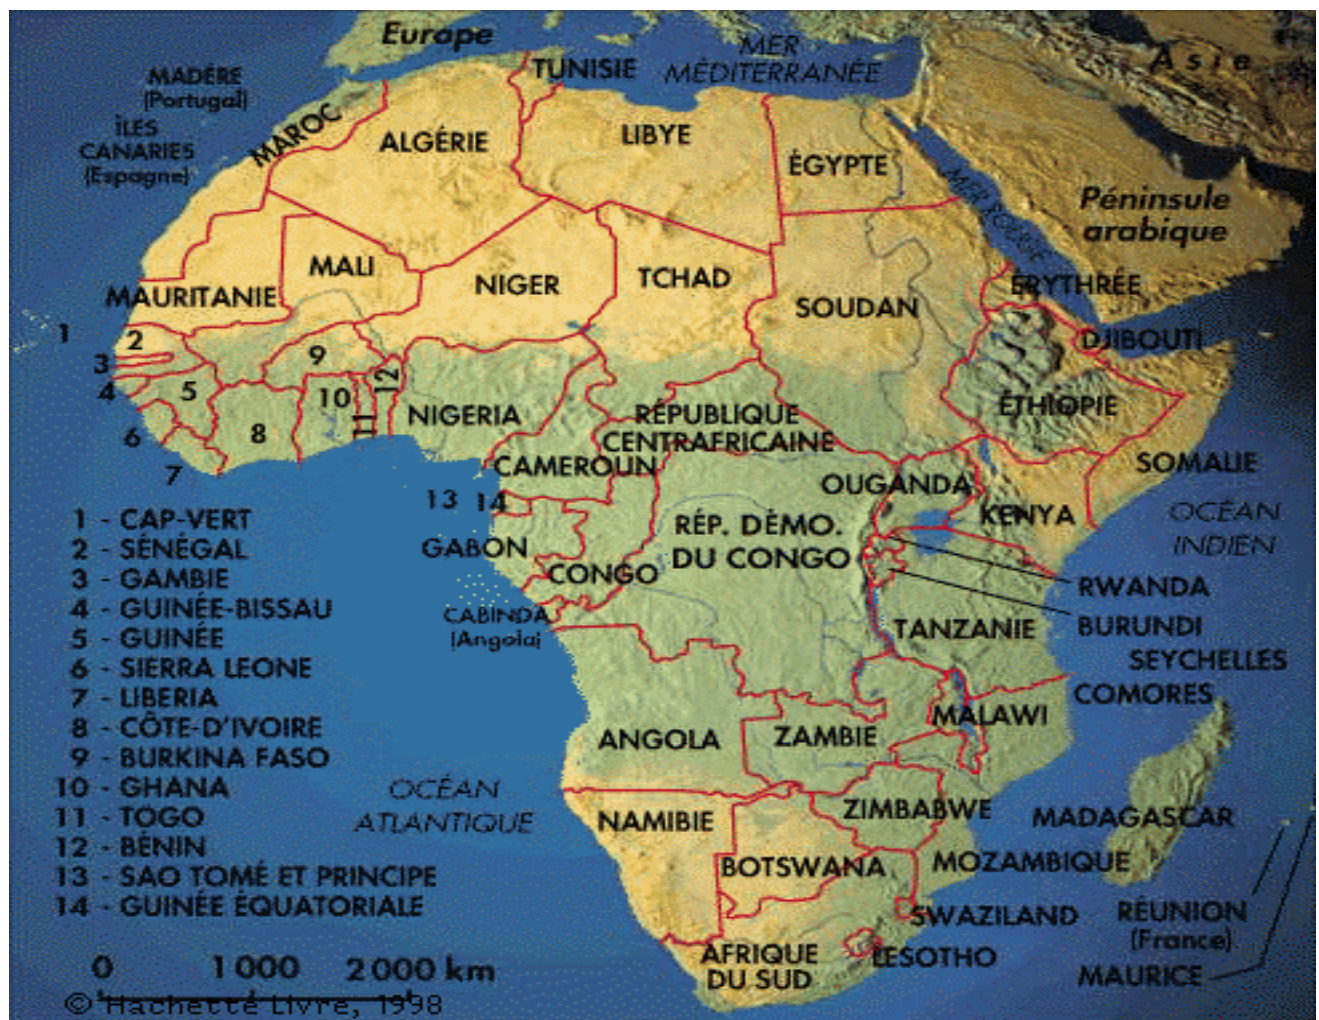 Europe
MER
MÉDITERRANÉE
Asie
MADÉRE
(Portugal)
ÎLES
CANARIES
(Espagne)
TUNISIE
MAROC
ALGÉRIE
LIBYE
ÉGYPTE
MER ROUGE
Péninsule
arabique
MAURITANIE
MALI
NIGER
TCHAD
SOUDAN
ÉRYTHRÉE
DJIBOUTI
1
2
3
4
5
6
7
8
9
10
11
12
NIGERIA
RÉPUBLIQUE
CENTRAFRICAINE
ÉTHIOPIE
CAMEROUN
OUGANDA
SOMALIE
13
14
KENYA
OCÉAN
INDIEN
GABON
CONGO
RÉP. DÉMO.
DU CONGO
RWANDA
CABINDA
(Angola)
TANZANIE
BURUNDI
SEYCHELLES
COMORES
MALAWI
ANGOLA
ZAMBIE
1 - CAP-VERT
2 - SÉNÉGAL
3 - GAMBIE
4 - GUINÉE-BISSAU
5 - GUINÉE
6 - SIERRA LEONE
7 - LIBERIA
8 - CÔTE-D'IVOIRE
9 - BURKINA FASO
10 - GHANA
11 - TOGO
12 - BÉNIN
13 - SAO TOMÉ ET PRINCIPE
14 - GUINÉE ÉQUATORIALE
OCÉAN
ATLANTIQUE
NAMIBIE
ZIMBABWE
MADAGASCAR
BOTSWANA
MOZAMBIQUE
SWAZILAND
RÉUNION
(France)
AFRIQUE
DU SUD
LESOTHO
MAURICE
0 1 000 2 000 km
© Hachette Livre, 1998